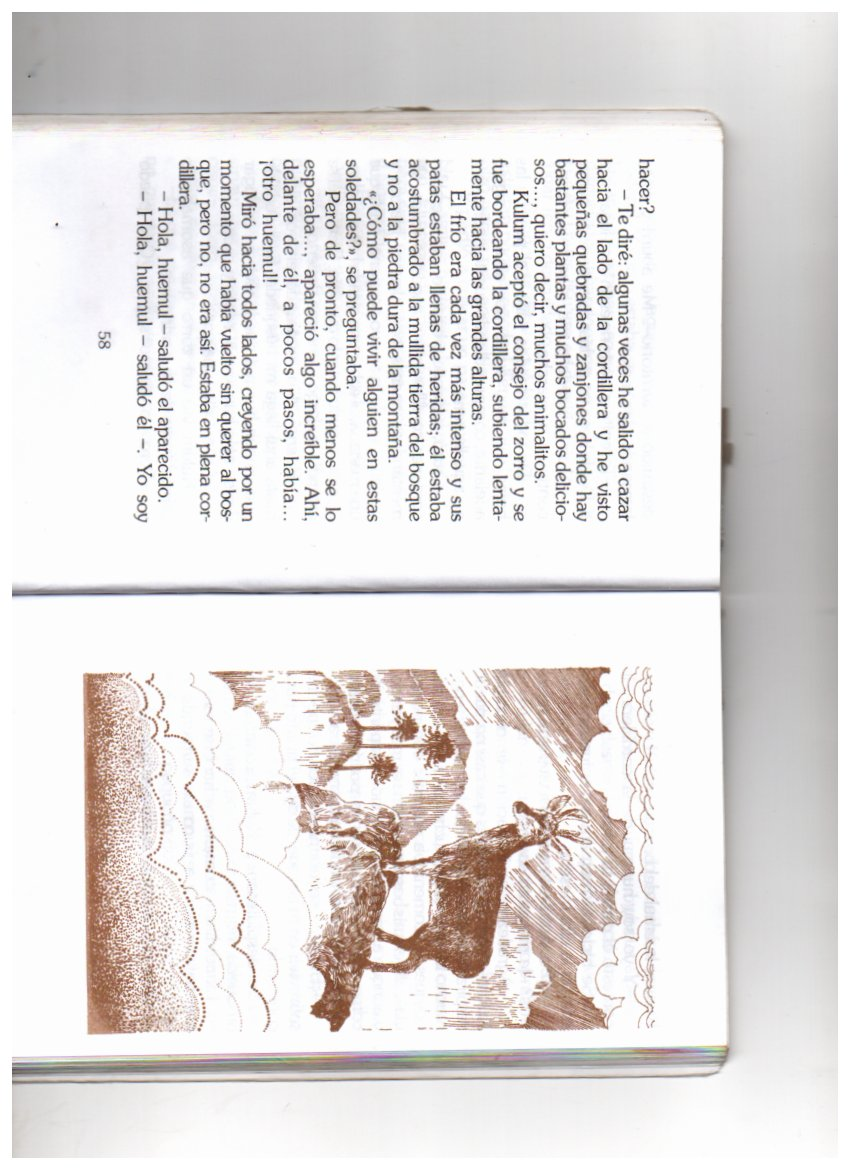 hacer?
– Te diré: algunas veces he salido a cazar
hacia el lado de la cordillera y he visto
pequeñas quebradas y zanjones donde hay
bastantes plantas y muchos bocados delicio-
sos..., quiero decir, muchos animalitos.
Kulum aceptó el consejo del zorro y se
fue bordeando la cordillera, subiendo lenta-
mente hacia las grandes alturas.
El frío era cada vez más intenso y sus
patas estaban llenas de heridas; él estaba
acostumbrado a la mullida tierra del bosque
y no a la piedra dura de la montaña.
«¿Cómo puede vivir alguien en estas
soledades?», se preguntaba.
Pero de pronto, cuando menos se lo
esperaba..., apareció algo increíble. Ahí,
delante de él, a pocos pasos, había...
¡otro huemul!
Miró hacia todos lados, creyendo por un
momento que había vuelto sin querer al bos-
que, pero no, no era así. Estaba en plena cor-
dillera.
– Hola, huemul – saludó el aparecido.
– Hola, huemul – saludó él –. Yo soy
58